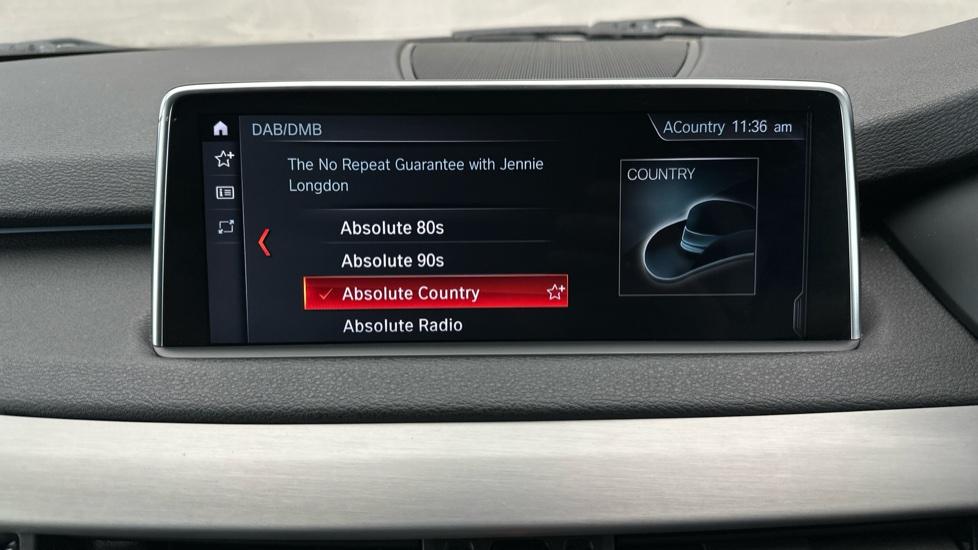 DAB/DMB
ACountry 11:36 am
The No Repeat Guarantee with Jennie
Longdon
COUNTRY
Absolute 80s
Absolute 90s
Absolute Country
Absolute Radio